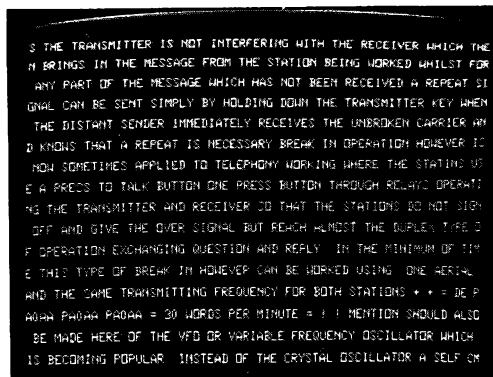 S THE TRANSMITTER IS NOT INTERFERING WITH THE RECEIVER WHICH THE
N BRINGS IN THE MESSAGE FROM THE STATION BEING WORKED WHILST FOR
ANY PART OF THE MESSAGE WHICH HAS NOT BEEN RECEIVED A REPEAT SI
GNAL CAN BE SENT SIMPLY BY HOLDING DOWN THE TRANSMITTER KEY WHEN
THE DISTANT SENDER IMMEDIATELY RECEIVES THE UNBROKEN CARRIER AN
D KNOWS THAT A REPEAT IS NECESSARY BREAK IN OPERATION HOWEVER IS
NOW SOMETIMES APPLIED TO TELEPHONY WORKING WHERE THE STATINS US
E A PRECS TO TALK BUTTON ONE PRESS BUTTON THROUGH RELAYS OPERATI
NG THE TRANSMITTER AND RECEIVER CO THAT THE STATIONS DO NOT SIGN
OFF AND GIVE THE OVER SIGNAL BUT REACH ALMOST THE DUPLEX TYPE O
F OPERATION EXCHANGING QUESTION AND REPLY IN THE MINIMUM OF TIM
E THIS TYPE OF BREAK IN HOWEVER CAN BE WORKED USING ONE AERIAL
AND THE CAME TRANSMITTING FREQUENCY FOR BOTH STATIONS + + = DE P
A0AA PA0AA PA0AA = 30 WORDS PER MINUTE = ! ! MENTION SHOULD ALSO
BE MADE HERE OF THE VFO OR VARIABLE FREQUENCY OSCILLATOR WHICH
IS BECOMING POPULAR INSTEAD OF THE CRYSTAL OSCILLATOR A SELF CM